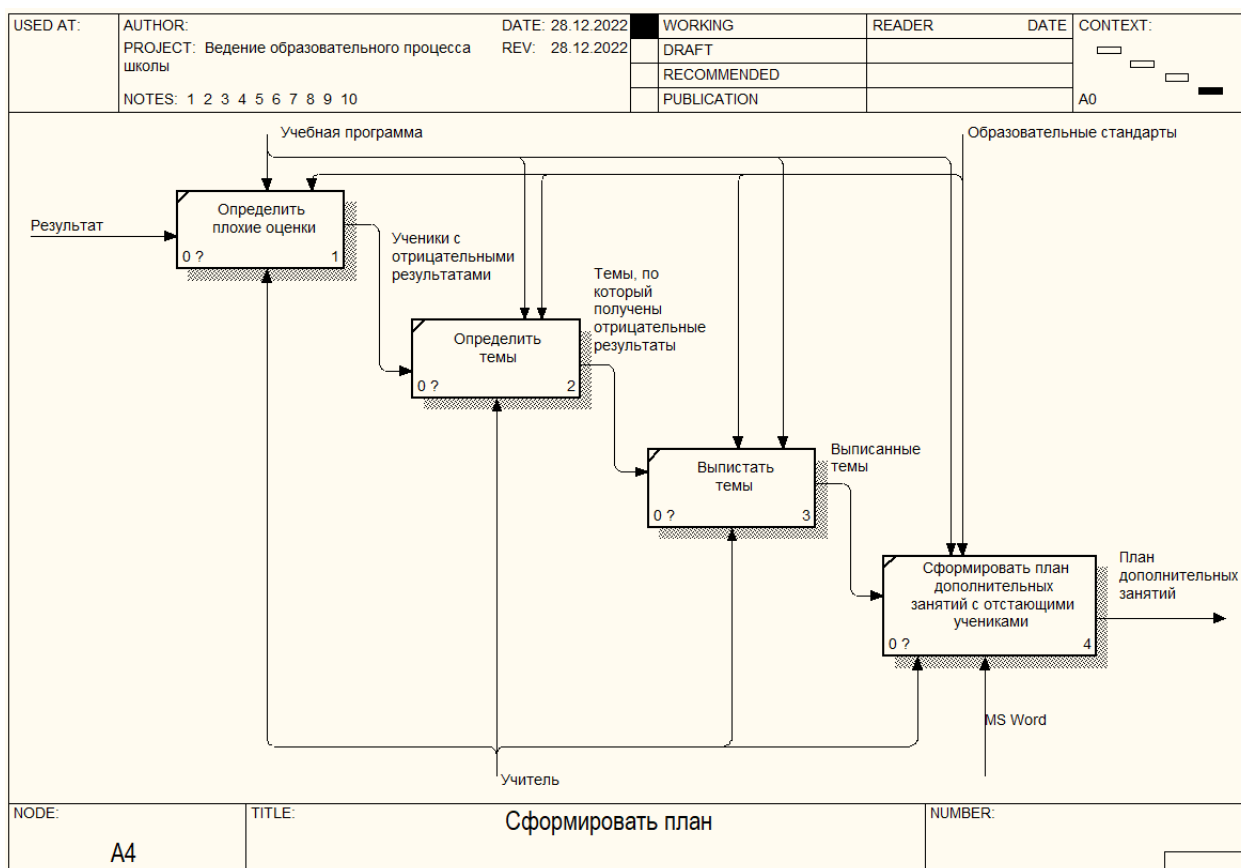 USED AT:
AUTHOR:
DATE: 28.12.2022
PROJECT: Ведение образовательного процесса
школы
REV: 28.12.2022
NOTES: 1 2 3 4 5 6 7 8 9 10
WORKING
DRAFT
RECOMMENDED
PUBLICATION
READER
DATE
CONTEXT:
A0
Учебная программа
Образовательные стандарты
Результат
Определить
плохие оценки
0 ?
1
Ученики с
отрицательными
результатами
Определить
темы
0 ?
2
Темы, по
который
получены
отрицательные
результаты
Выпистать
темы
0 ?
3
Выписанные
темы
Сформировать план
дополнительных
занятий с отстающими
учениками
0 ?
4
План
дополнительных
занятий
MS Word
Учитель
NODE:
A4
TITLE:
Сформировать план
NUMBER: